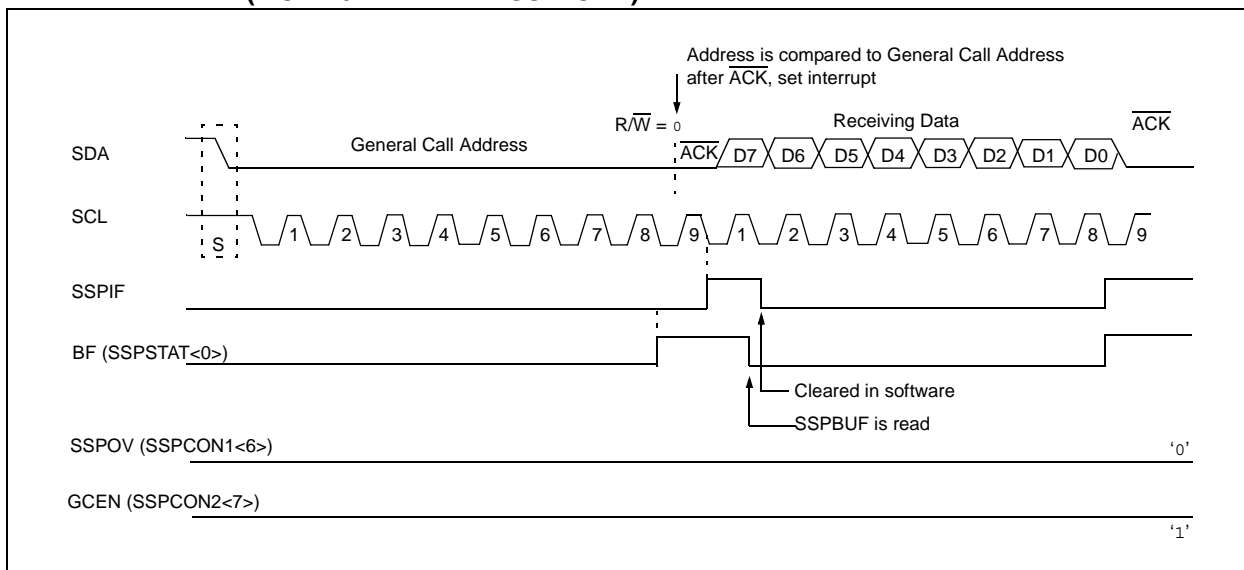 Address is compared to General Call Address
after ACK, set interrupt
R/W = 0
Receiving Data
ACK
SDA
General Call Address
ACK
D7 D6 D5 D4 D3 D2 D1 D0
SCL
S
1 2 3 4 5 6 7 8 9 1 2 3 4 5 6 7 8 9
SSPIF
BF (SSPSTAT<0>)
Cleared in software
SSPBUF is read
SSPOV (SSPCON1<6>)
‘0’
GCEN (SSPCON2<7>)
‘1’